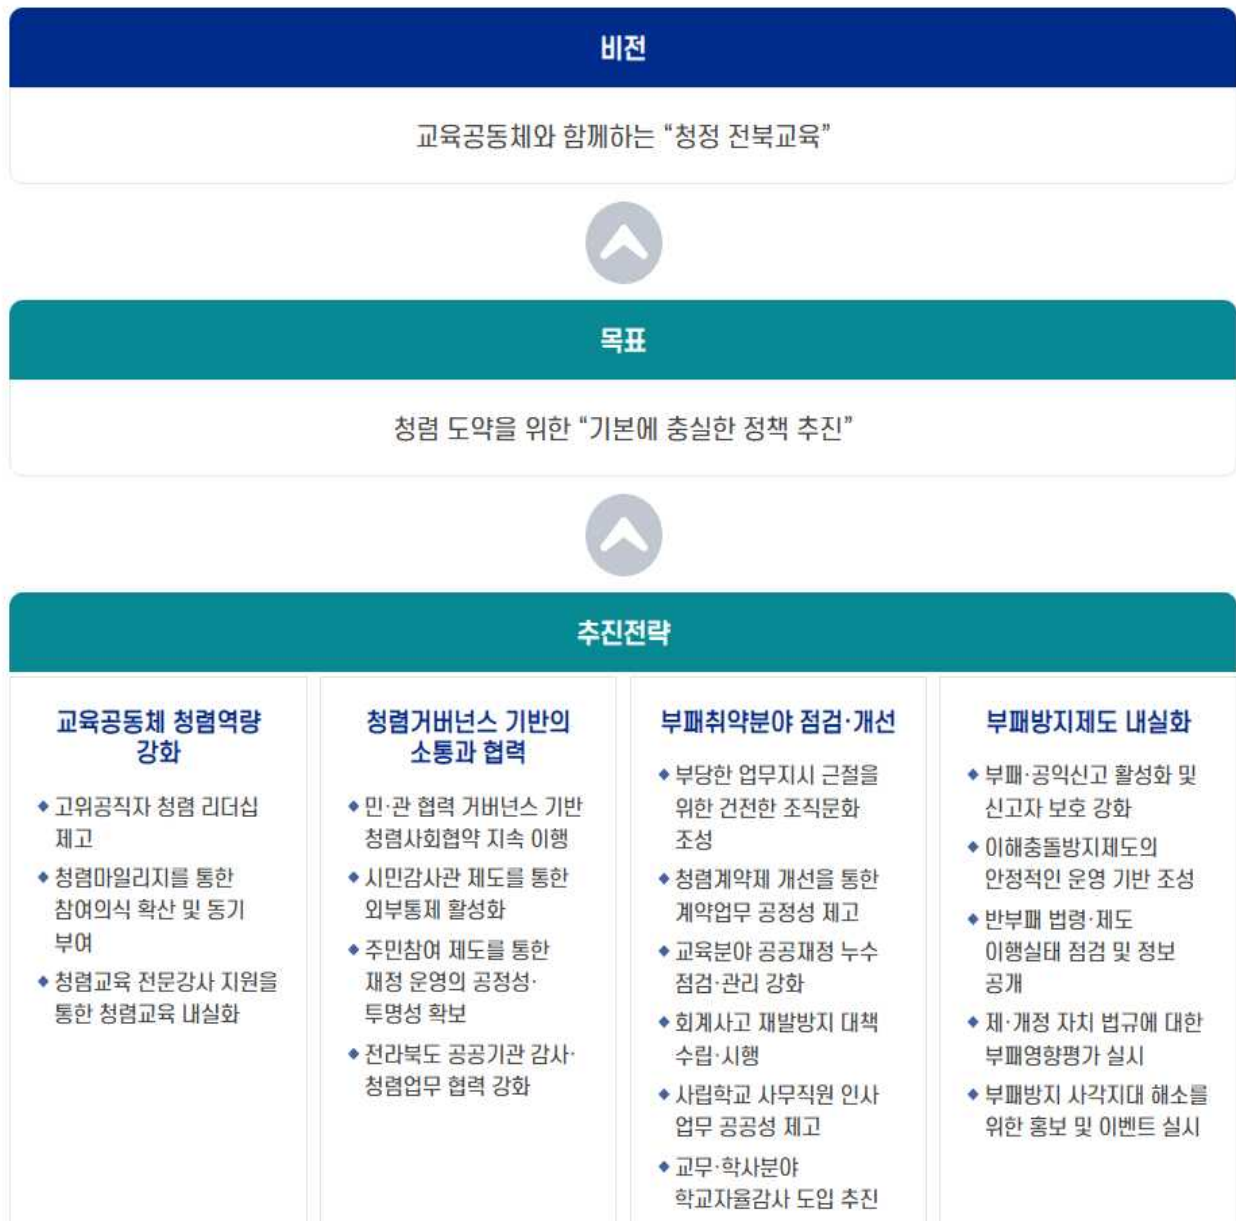 비전
교육공동체와 함께하는 “청정 전북교육”
목표
청렴 도약을 위한 “기본에 충실한 정책 추진”
추진전략
교육공동체 청렴역량
강화
◆ 고위공직자 청렴 리더십
제고
◆ 청렴마일리지를 통한
참여의식 확산 및 동기
부여
◆ 청렴교육 전문강사 지원을
통한 청렴교육 내실화
청렴거버넌스 기반의
소통과 협력
◆ 민·관 협력 거버넌스 기반
청렴사회협약 지속 이행
◆ 시민감사관 제도를 통한
외부통제 활성화
◆ 주민참여 제도를 통한
재정 운영의 공정성·
투명성 확보
◆ 전라북도 공공기관 감사·
청렴업무 협력 강화
부패취약분야 점검·개선
◆ 부당한 업무지시 근절을
위한 건전한 조직문화
조성
◆ 청렴계약제 개선을 통한
계약업무 공정성 제고
◆ 교육분야 공공재정 누수
점검·관리 강화
◆ 회계사고 재발방지 대책
수립·시행
◆ 사립학교 사무직원 인사
업무 공공성 제고
◆ 교무·학사분야
학교자율감사 도입 추진
부패방지제도 내실화
◆ 부패·공익신고 활성화 및
신고자 보호 강화
◆ 이해충돌방지제도의
안정적인 운영 기반 조성
◆ 반부패 법령·제도
이행실태 점검 및 정보
공개
◆ 제·개정 자치 법규에 대한
부패영향평가 실시
◆ 부패방지 사각지대 해소를
위한 홍보 및 이벤트 실시